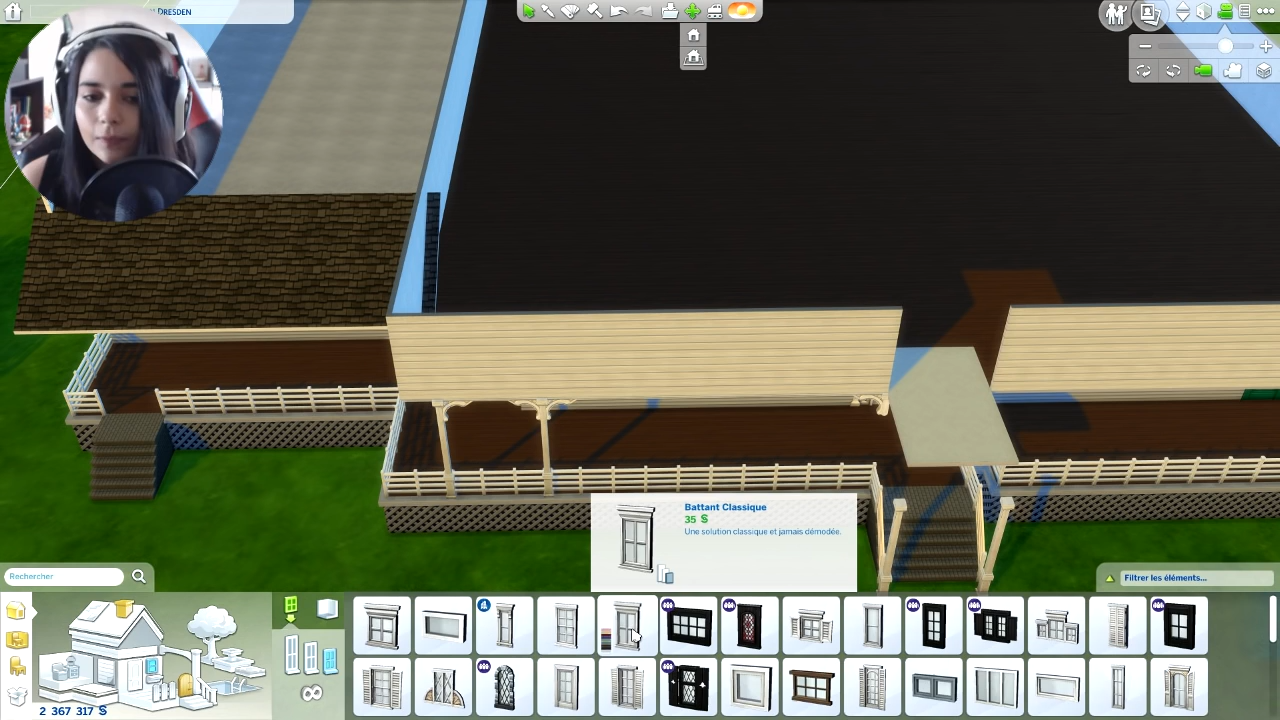 DRESDEN
Battant Classique
35 $
Une solution classique et jamais démodée.
Rechercher
Filtrer les éléments...
2 367 317 $